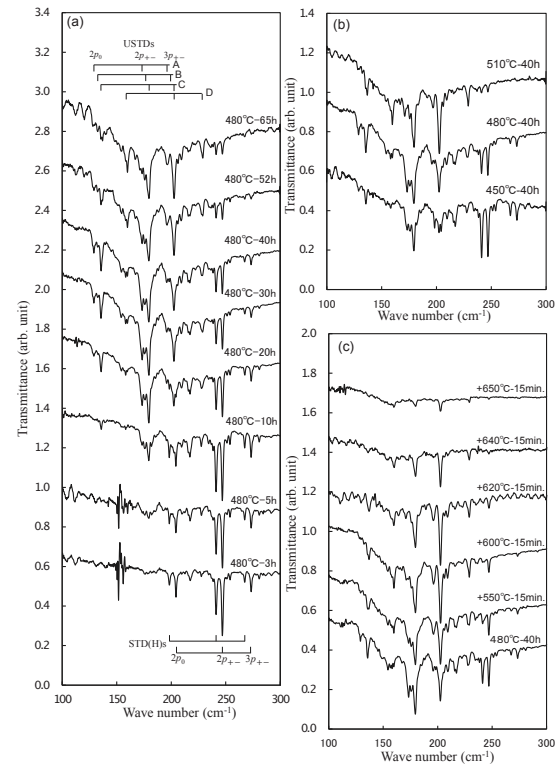 (a)
USTDs
2p0 2p+− 3p+−
A
B
C
D
480℃−65h
480℃−52h
480℃−40h
480℃−30h
480℃−20h
480℃−10h
480℃−5h
480℃−3h
STD(H)s
2p0 2p+− 3p+−
3.4
3.2
3.0
2.8
2.6
2.4
2.2
2.0
1.8
1.6
1.4
1.2
1.0
0.8
0.6
0.4
0.2
0.0
Transmittance (arb. unit)
100 150 200 250 300
Wave number (cm-1)
(b)
510℃-40h
480℃-40h
450℃-40h
1.4
1.2
1.0
0.8
0.6
0.4
0.2
0.0
Transmittance (arb. unit)
100 150 200 250 300
Wave number (cm-1)
(c)
+650℃-15min.
+640℃-15min.
+620℃-15min.
+600℃-15min.
+550℃-15min.
480℃-40h
2.0
1.8
1.6
1.4
1.2
1.0
0.8
0.6
0.4
0.2
0.0
Transmittance (arb. unit)
100 150 200 250 300
Wave number (cm-1)